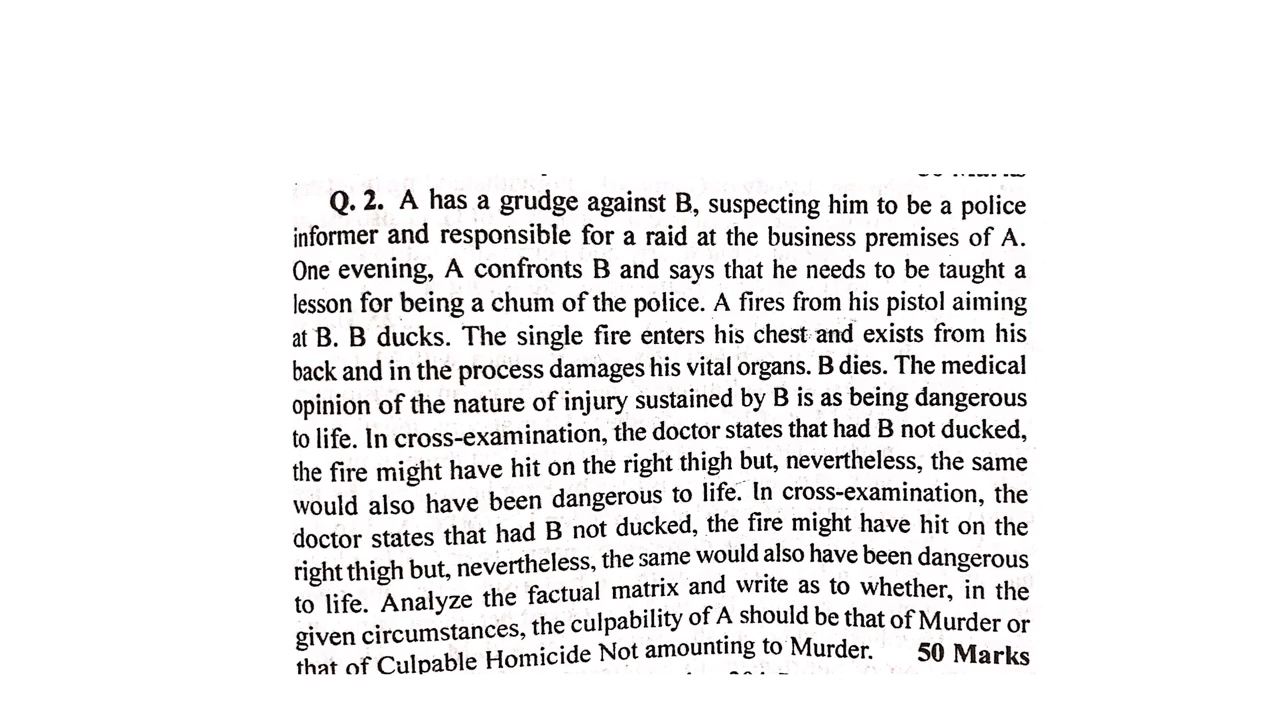 Q. 2. A has a grudge against B, suspecting him to be a police
informer and responsible for a raid at the business premises of A.
One evening, A confronts B and says that he needs to be taught a
lesson for being a chum of the police. A fires from his pistol aiming
at B. B ducks. The single fire enters his chest and exists from his
back and in the process damages his vital organs. B dies. The medical
opinion of the nature of injury sustained by B is as being dangerous
to life. In cross-examination, the doctor states that had B not ducked,
the fire might have hit on the right thigh but, nevertheless, the same
would also have been dangerous to life. In cross-examination, the
doctor states that had B not ducked, the fire might have hit on the
right thigh but, nevertheless, the same would also have been dangerous
to life. Analyze the factual matrix and write as to whether, in the
given circumstances, the culpability of A should be that of Murder or
that of Culpable Homicide Not amounting to Murder. 50 Marks